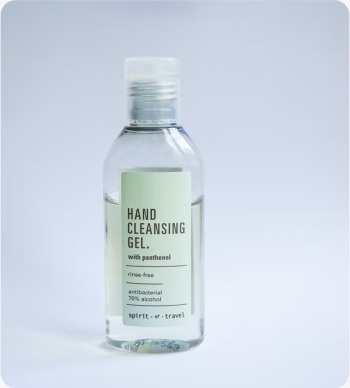 HAND
CLEANSING
GEL.
with panthenol
rinse-free
antibacterial
70% alcohol
spirit • of • travel